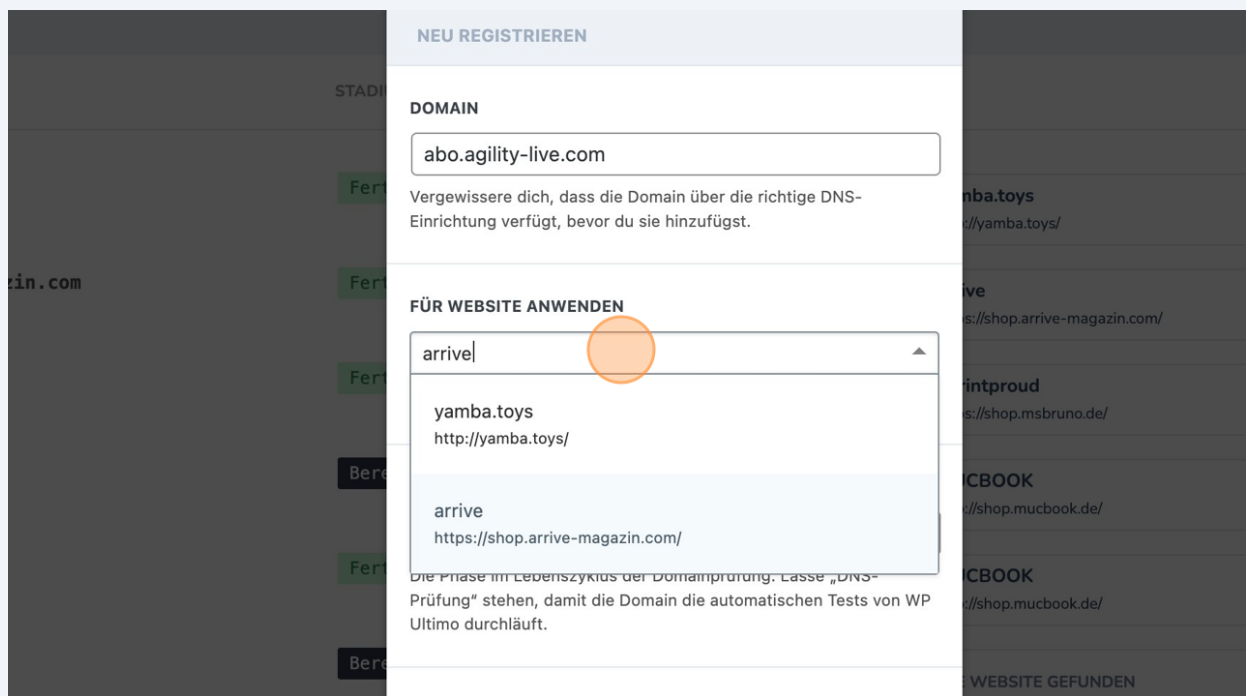 NEU REGISTRIEREN
STADI
DOMAIN
abo.agility-live.com
Vergewissere dich, dass die Domain über die richtige DNS-
Einrichtung verfügt, bevor du sie hinzufügst.
Fert
mba.toys
://yamba.toys/
zin.com
Fert
ive
s://shop.arrive-magazin.com/
FÜR WEBSITE ANWENDEN
arrive
Fert
rintproud
s://shop.msbruno.de/
yamba.toys
http://yamba.toys/
Bere
UCBOOK
://shop.mucbook.de/
arrive
https://shop.arrive-magazin.com/
Fert
UCBOOK
://shop.mucbook.de/
Die Phase im Lebenszyklus der Domainprüfung. Lasse „DNS-
Prüfung“ stehen, damit die Domain die automatischen Tests von WP
Ultimo durchläuft.
Bere
E WEBSITE GEFUNDEN